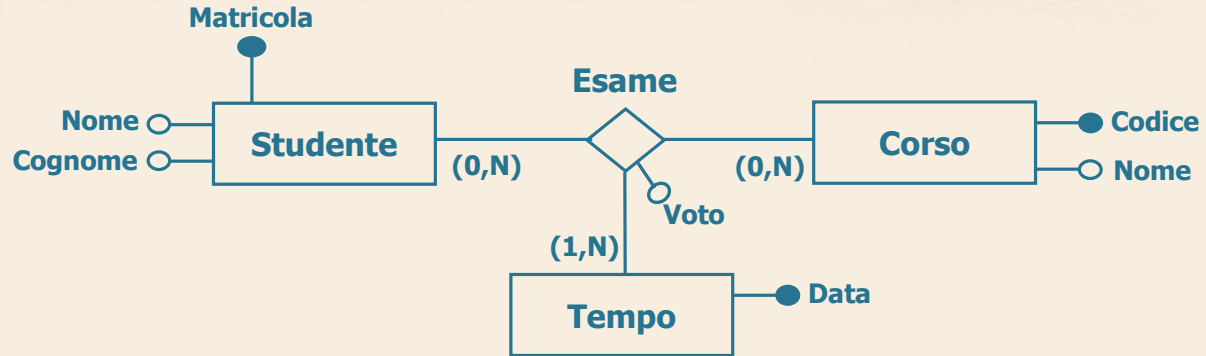 Matricola
Esame
Nome
Cognome
Studente
(0,N)
(0,N)
Corso
Codice
Nome
Voto
(1,N)
Tempo
Data